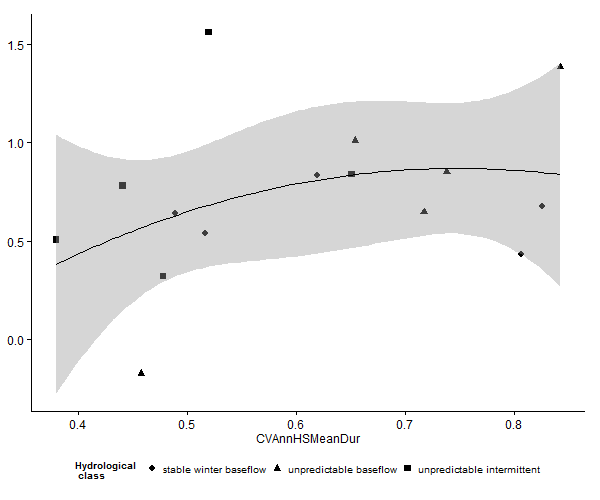 1.5
1.0
0.5
0.0
0.4 0.5 0.6 0.7 0.8
CVAnnHSMeanDur
Hydrological
class
stable winter baseflow unpredictable baseflow unpredictable intermittent